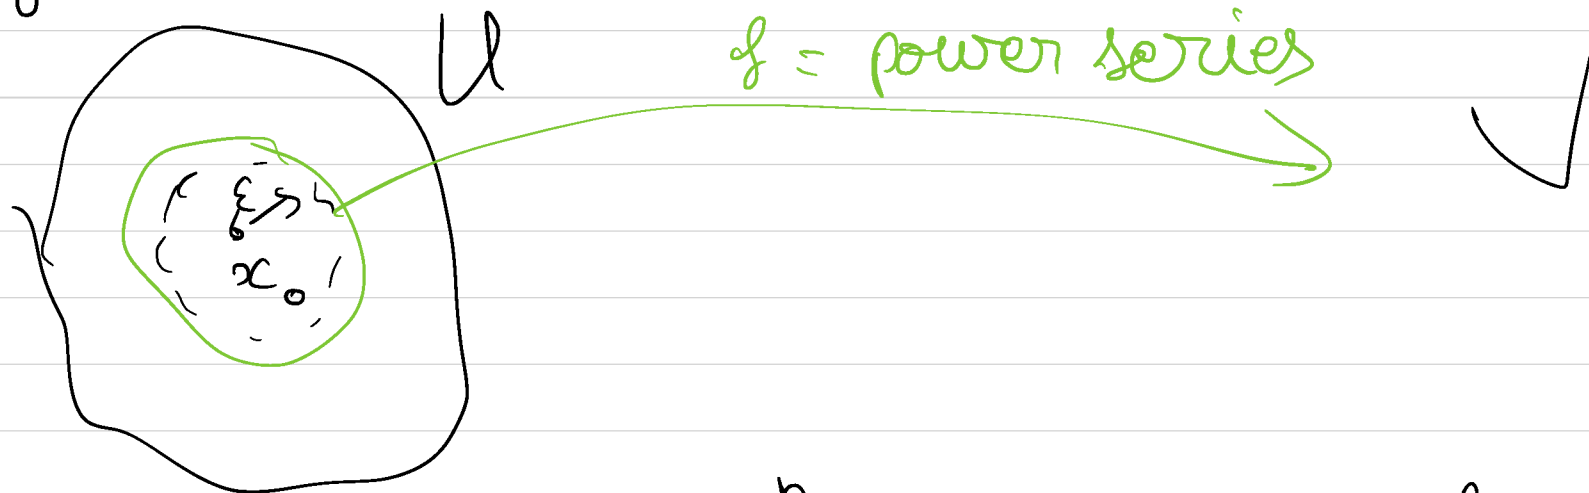 U f = power series
ε
x₀